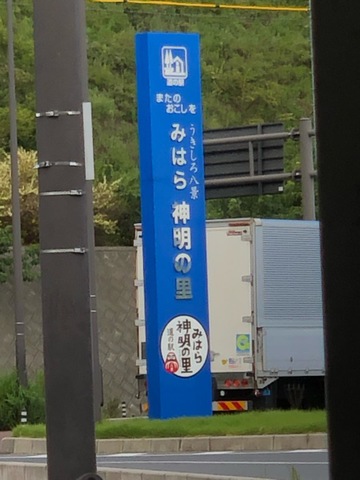 道の駅
またの
おこしを
うきしろ八景
みはら神明の里
みはら
神明の里
道の駅